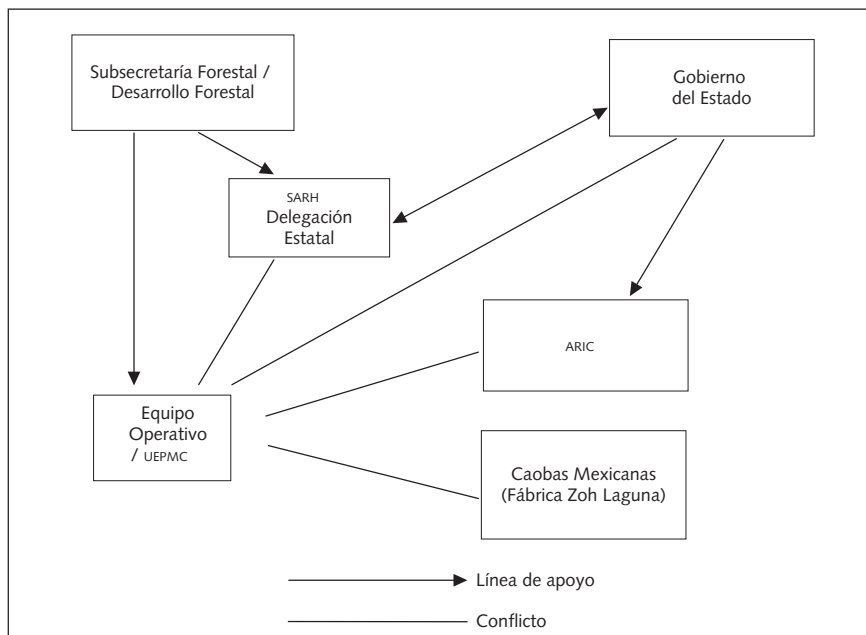 Subsecretaría Forestal /
Desarrollo Forestal
Gobierno
del Estado
SARH
Delegación
Estatal
ARIC
Equipo
Operativo
/ UEPMC
Caobas Mexicanas
(Fábrica Zoh Laguna)
Línea de apoyo
Conflicto